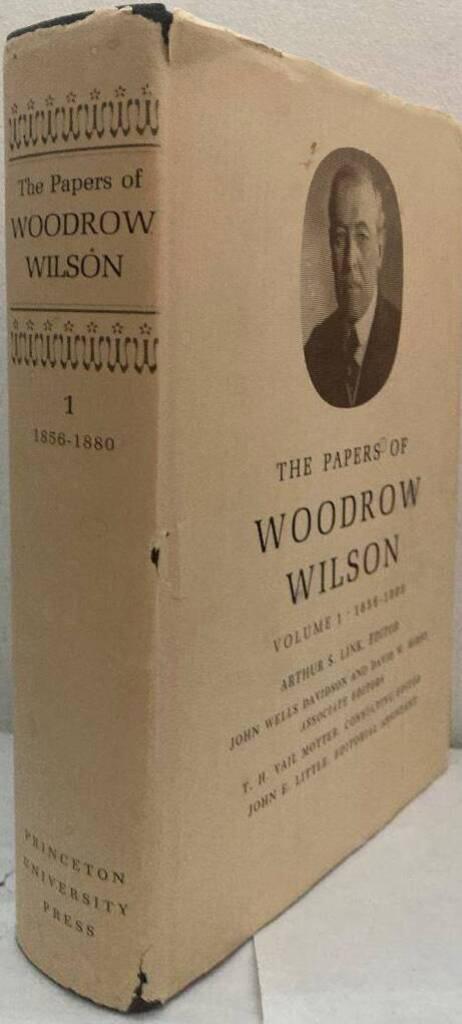 The Papers of
WOODROW
WILSON
1
1856-1880
PRINCETON
UNIVERSITY
PRESS
THE PAPERS OF
WOODROW
WILSON
VOLUME 1 · 1856-1880
ARTHUR S. LINK, EDITOR
JOHN WELLS DAVIDSON AND DAVID W. HIRST
ASSOCIATE EDITORS
T. H. VAIL MOTTER, CONSULTING EDITOR
JOHN E. LITTLE, EDITORIAL ASSISTANT